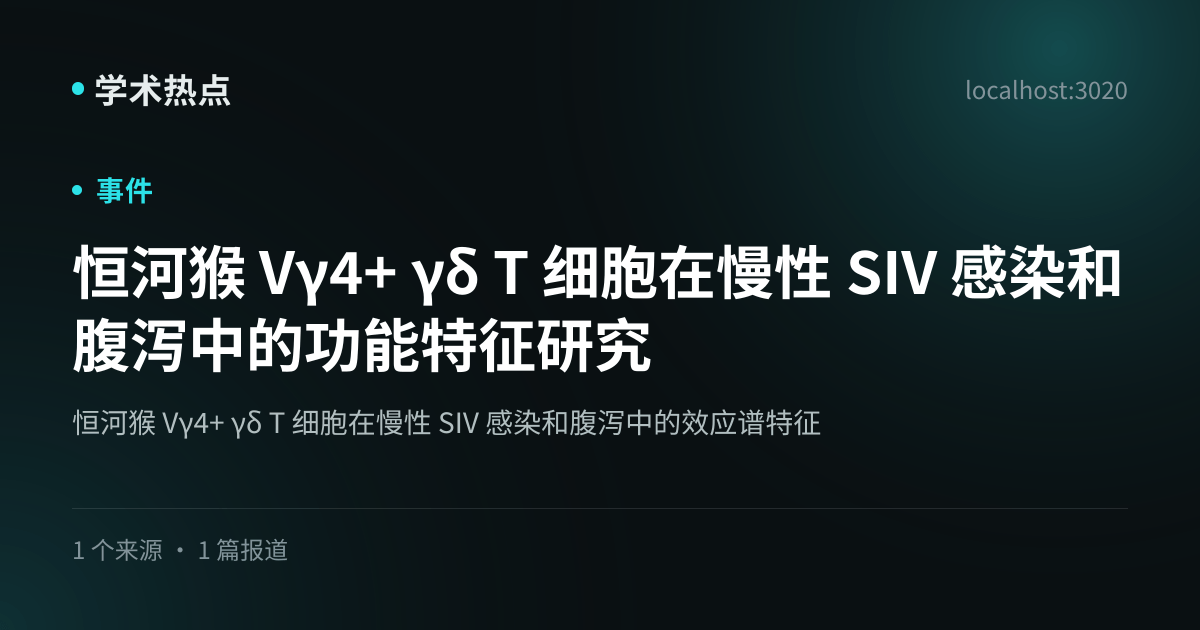 学术热点
localhost:3020
事件
恒河猴 Vγ4+ γδ T 细胞在慢性 SIV 感染和
腹泻中的功能特征研究
恒河猴 Vγ4+ γδ T 细胞在慢性 SIV 感染和腹泻中的效应谱特征
1 个来源 · 1 篇报道